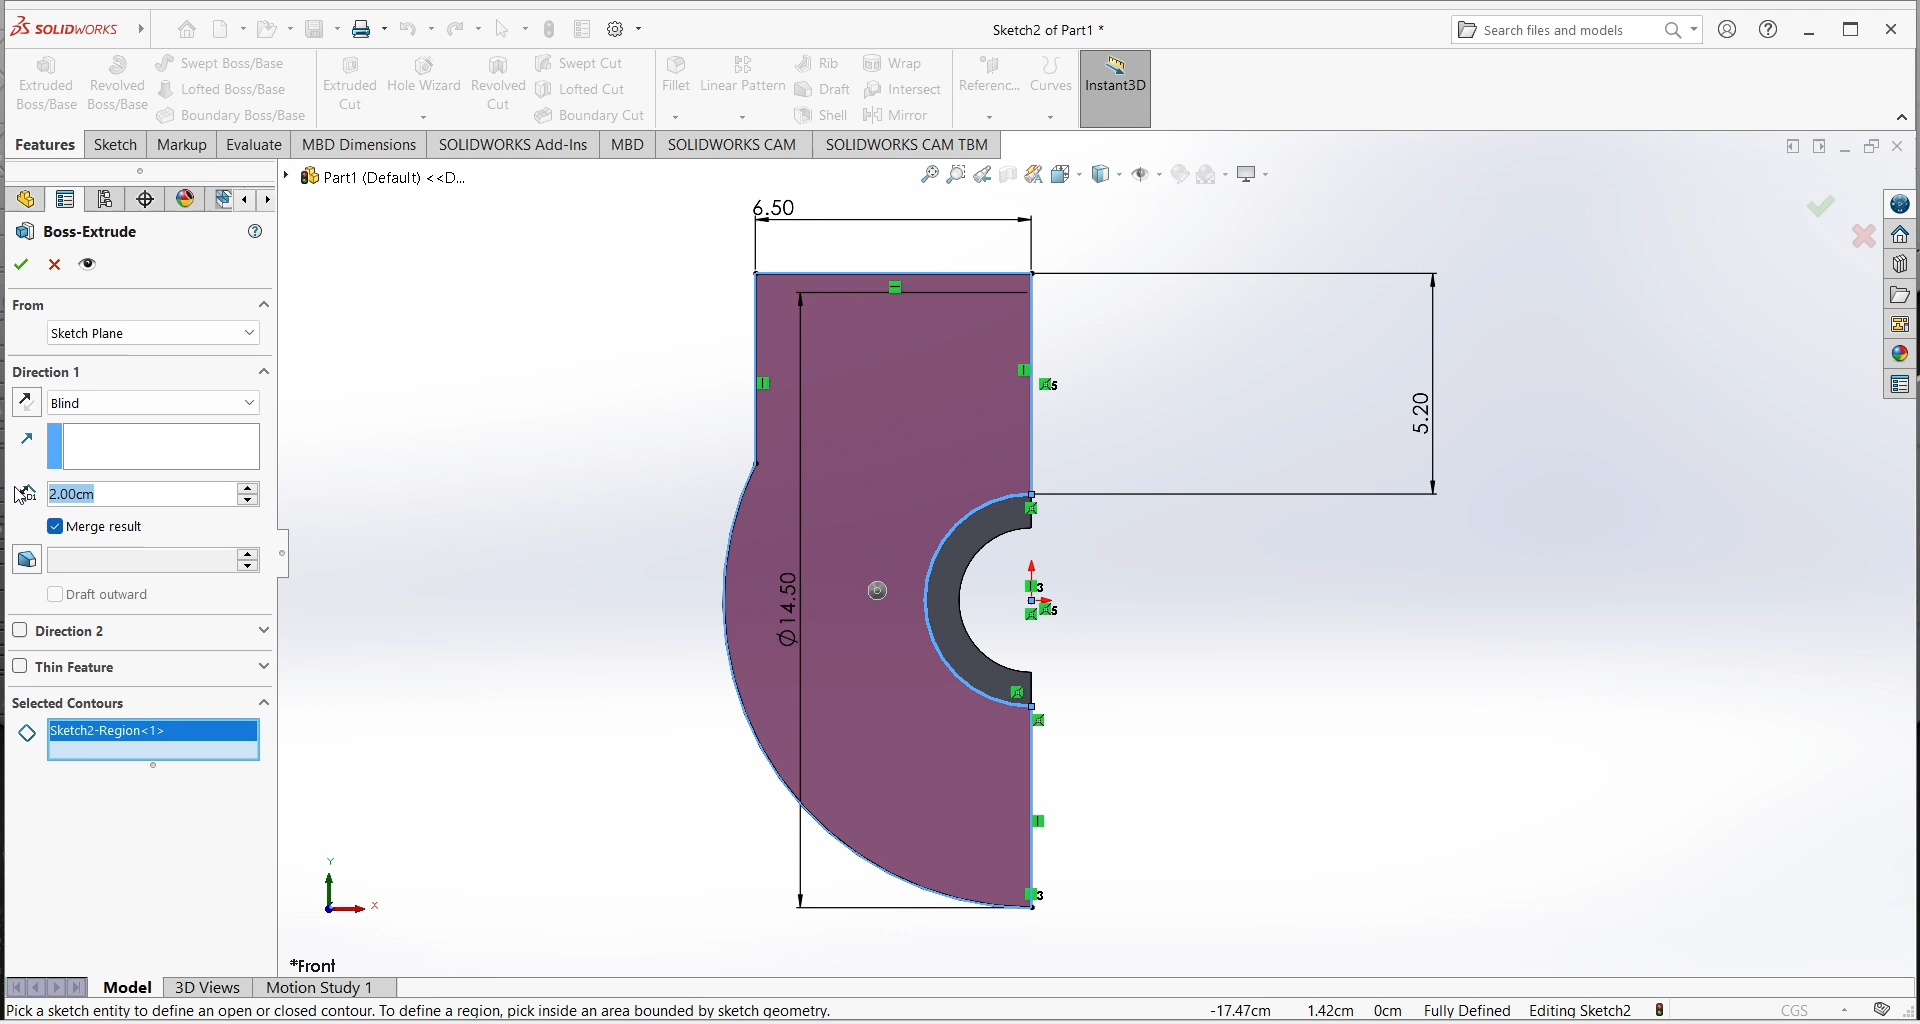 SOLIDWORKS
Sketch2 of Part1 *
Search files and models
Extruded Boss/Base
Revolved Boss/Base
Swept Boss/Base
Lofted Boss/Base
Boundary Boss/Base
Extruded Cut
Hole Wizard
Revolved Cut
Swept Cut
Lofted Cut
Boundary Cut
Fillet
Linear Pattern
Rib
Draft
Shell
Wrap
Intersect
Mirror
Referenc...
Curves
Instant3D
Features
Sketch
Markup
Evaluate
MBD Dimensions
SOLIDWORKS Add-Ins
MBD
SOLIDWORKS CAM
SOLIDWORKS CAM TBM
Part1 (Default) <<D...
Boss-Extrude
From
Sketch Plane
Direction 1
Blind
D1
2.00cm
Merge result
Draft outward
Direction 2
Thin Feature
Selected Contours
Sketch2-Region<1>
6.50
5
5.20
Ø14.50
3
5
3
Y
X
*Front
Model
3D Views
Motion Study 1
Pick a sketch entity to define an open or closed contour. To define a region, pick inside an area bounded by sketch geometry.
-17.47cm
1.42cm
0cm
Fully Defined
Editing Sketch2
CGS